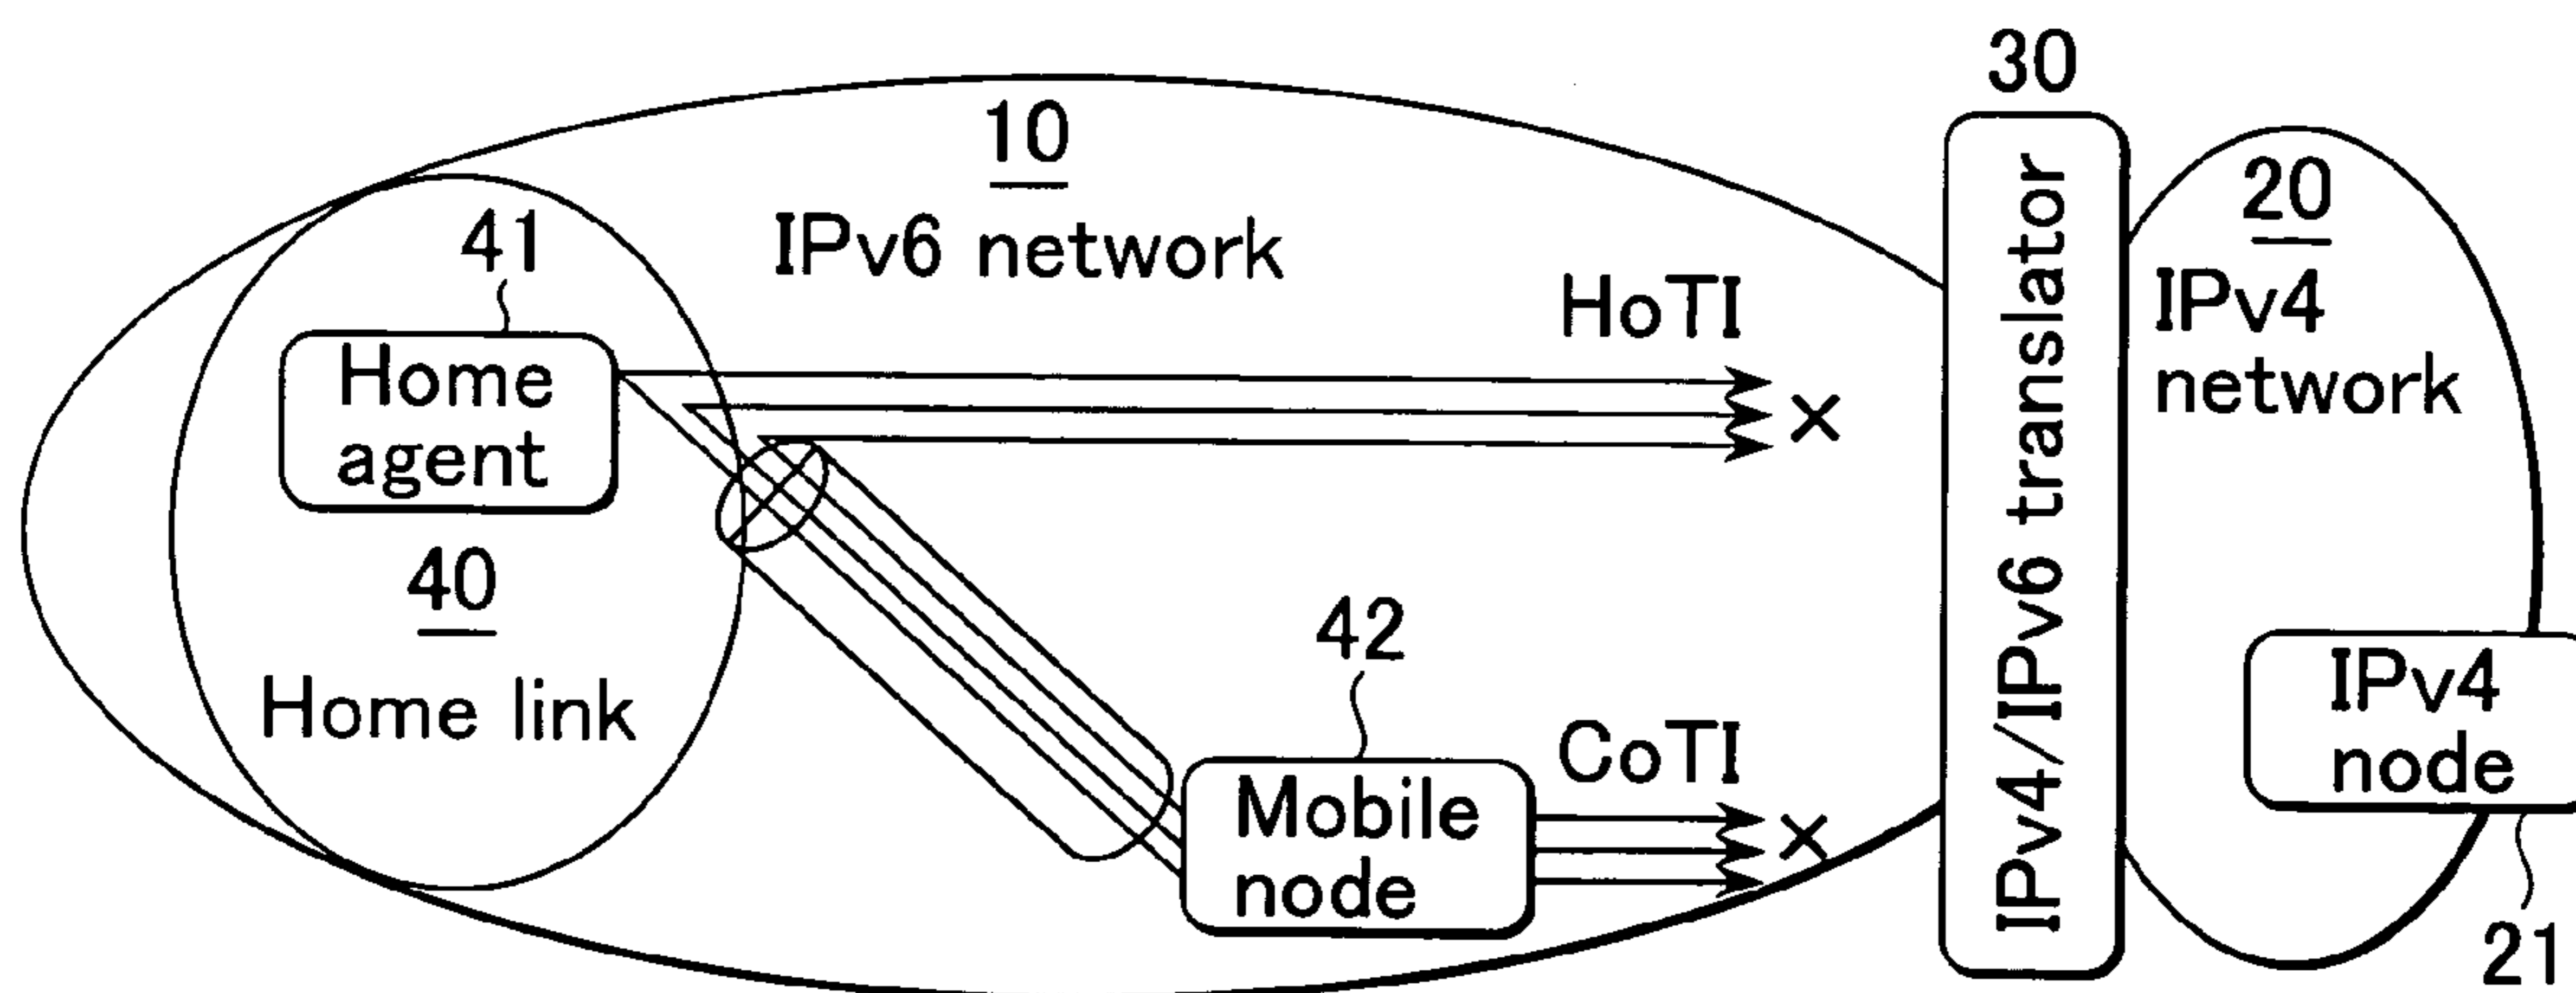 30
10
IPv6 network
20
IPv4
network
41
Home
agent
HoTI
×
IPv4/IPv6 translator
40
Home link
42
Mobile
node
CoTI
×
IPv4
node
21